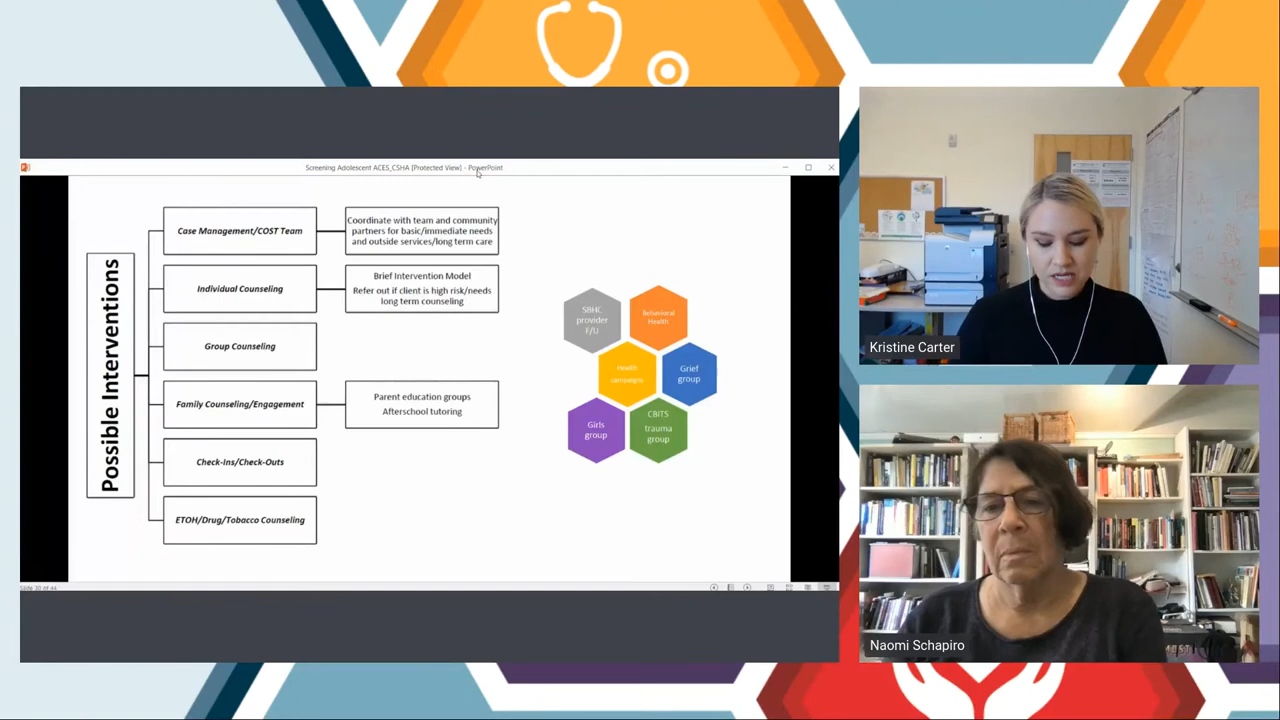 Screening Adolescent ACES_CSHA [Protected View] - PowerPoint
Possible Interventions
Case Management/COST Team
Coordinate with team and community
partners for basic/immediate needs
and outside services/long term care
Individual Counseling
Brief Intervention Model
Refer out if client is high risk/needs
long term counseling
Group Counseling
Family Counseling/Engagement
Parent education groups
Afterschool tutoring
Check-Ins/Check-Outs
ETOH/Drug/Tobacco Counseling
SBHC
provider
F/U
Behavioral
Health
Health
campaigns
Grief
group
Girls
group
CBITS
trauma
group
Slide 30 of 44
Kristine Carter
Naomi Schapiro